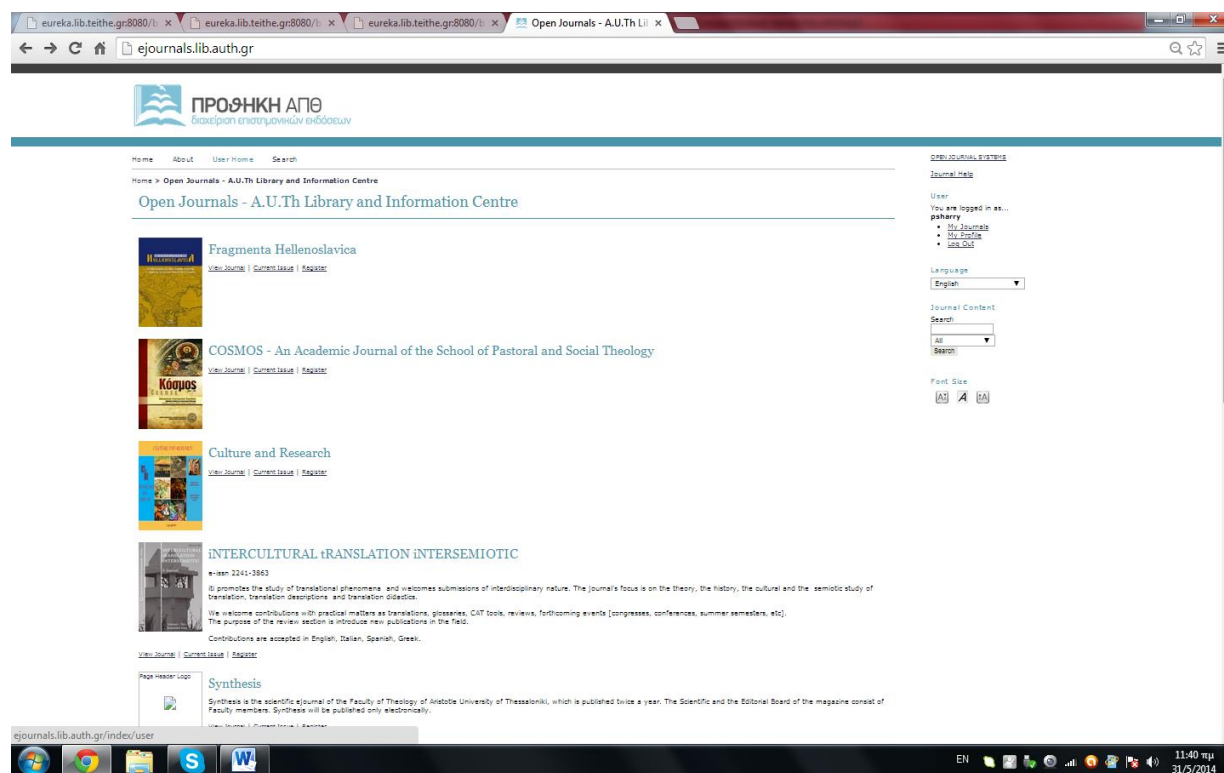 eureka.lib.teithe.gr:8080/b
eureka.lib.teithe.gr:8080/b
eureka.lib.teithe.gr:8080/b
Open Journals - A.U.Th Lib
ejournals.lib.auth.gr
ΠΡΟΘΗΚΗ ΑΠΘ
διαχείριση επιστημονικών εκδόσεων
Home About User Home Search
Home > Open Journals - A.U.Th Library and Information Centre
Open Journals - A.U.Th Library and Information Centre
Fragmenta Hellenoslavica
View Journal | Current Issue | Register
COSMOS - An Academic Journal of the School of Pastoral and Social Theology
View Journal | Current Issue | Register
Κόσμος
Culture and Research
View Journal | Current Issue | Register
iNTERCULTURAL tRANSLATION iNTERSEMIOTIC
e-issn 2241-3863
iti promotes the study of translational phenomena and welcomes submissions of interdisciplinary nature. The journal's focus is on the theory, the history, the cultural and the semiotic study of
translation, translation descriptions and translation didactics.
We welcome contributions with practical matters as translations, glossaries, CAT tools, reviews, forthcoming events [congresses, conferences, summer semesters, etc].
The purpose of the review section is introduce new publications in the field.
Contributions are accepted in English, Italian, Spanish, Greek.
View Journal | Current Issue | Register
Page Header Logo
Synthesis
Synthesis is the scientific ejournal of the Faculty of Theology of Aristotle University of Thessaloniki, which is published twice a year. The Scientific and the Editorial Board of the magazine consist of
Faculty members. Synthesis will be published only electronically.
View Journal | Current Issue | Register
OPEN JOURNAL SYSTEMS
Journal Help
User
You are logged in as...
psharry
My Journals
My Profile
Log Out
Language
English
Journal Content
Search
All
Search
Font Size
ejournals.lib.auth.gr/index/user
EN
11:40 πμ
31/5/2014